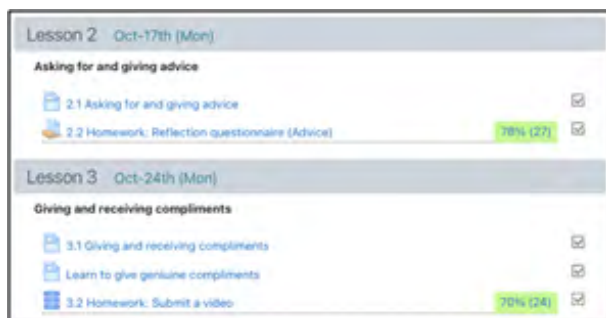 Lesson 2 Oct-17th (Mon)
Asking for and giving advice
2.1 Asking for and giving advice
2.2 Homework: Reflection questionnaire (Advice) 78% (27)
Lesson 3 Oct-24th (Mon)
Giving and receiving compliments
3.1 Giving and receiving compliments
Learn to give geniuine compliments
3.2 Homework: Submit a video 70% (24)